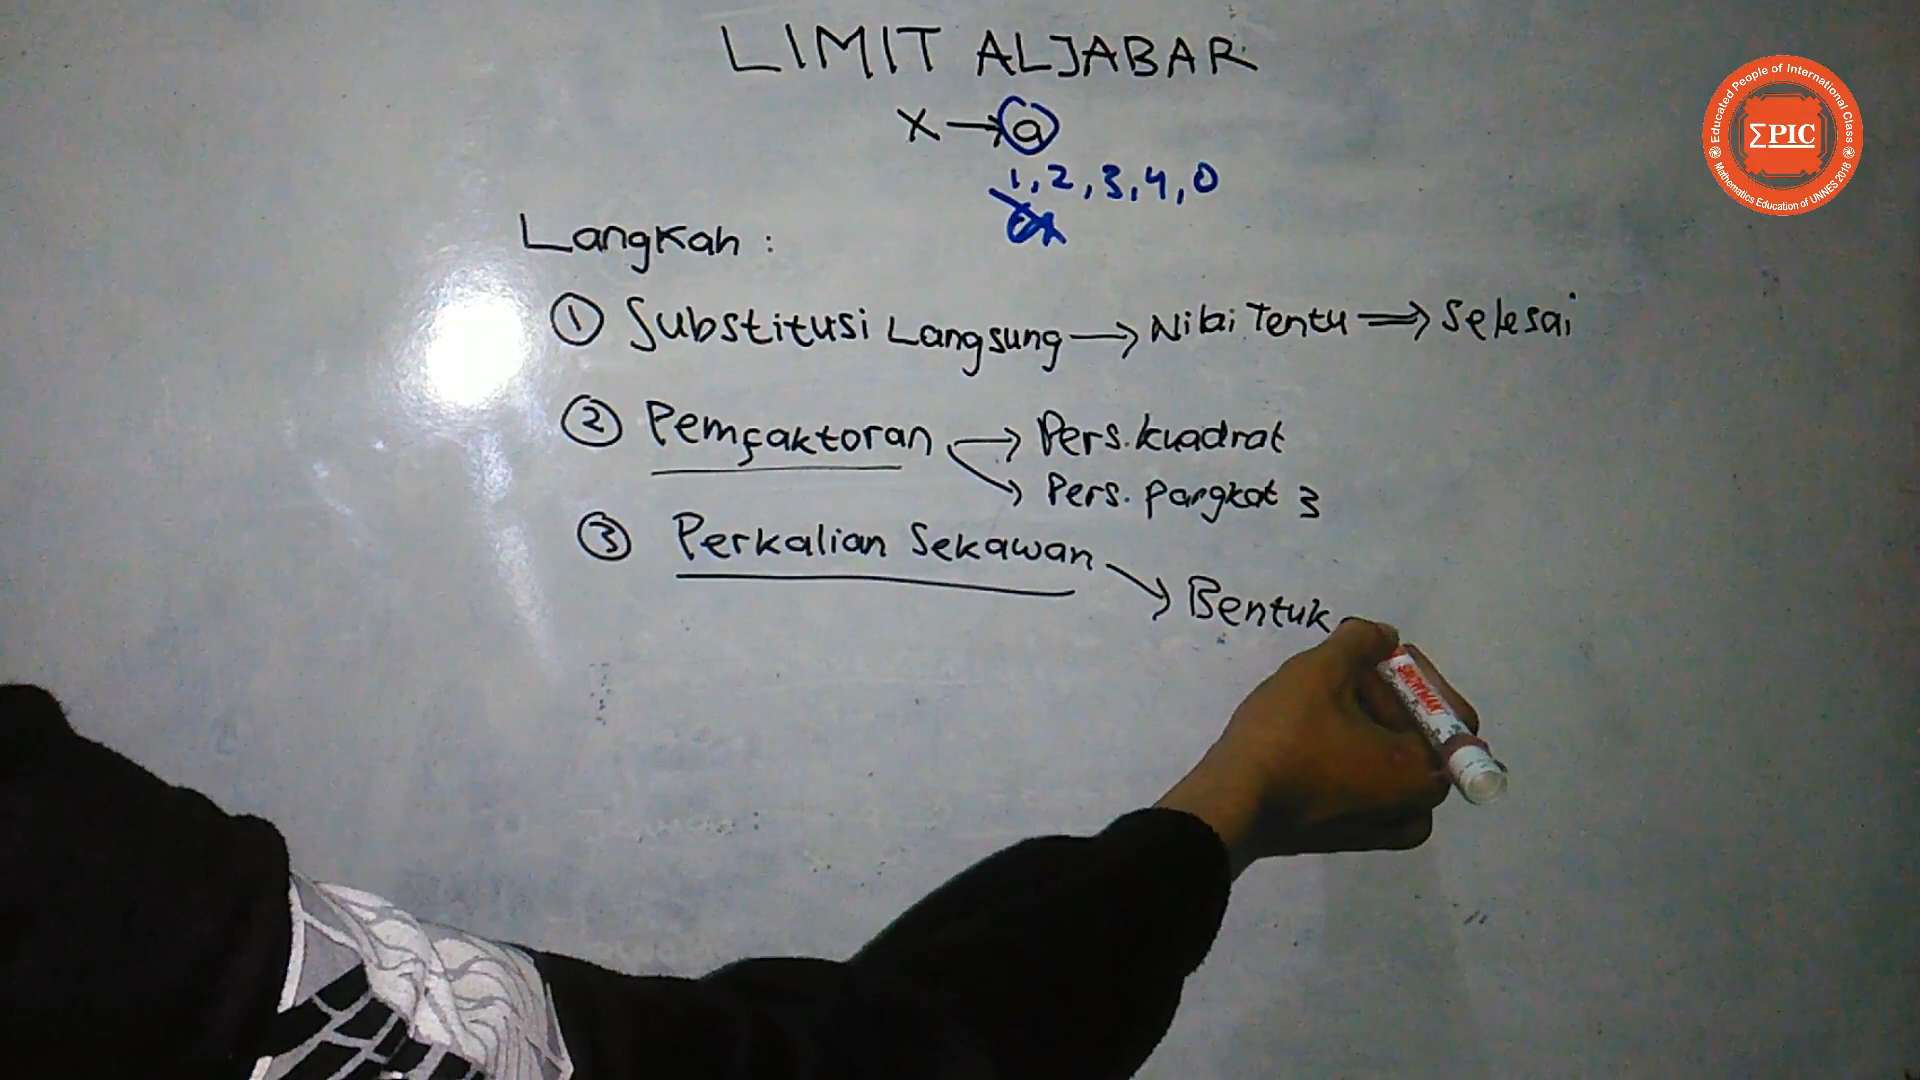 LIMIT ALJABAR
x → a
1, 2, 3, 4, 0
Langkah :
① Substitusi Langsung → Nilai Tentu ⇒ Selesai
② Pemfaktoran → Pers. kuadrat
→ Pers. pangkat 3
③ Perkalian Sekawan → Bentuk
Educated People of International Class
ΣPIC
Mathematics Education of UNNES 2018
SNOWMAN